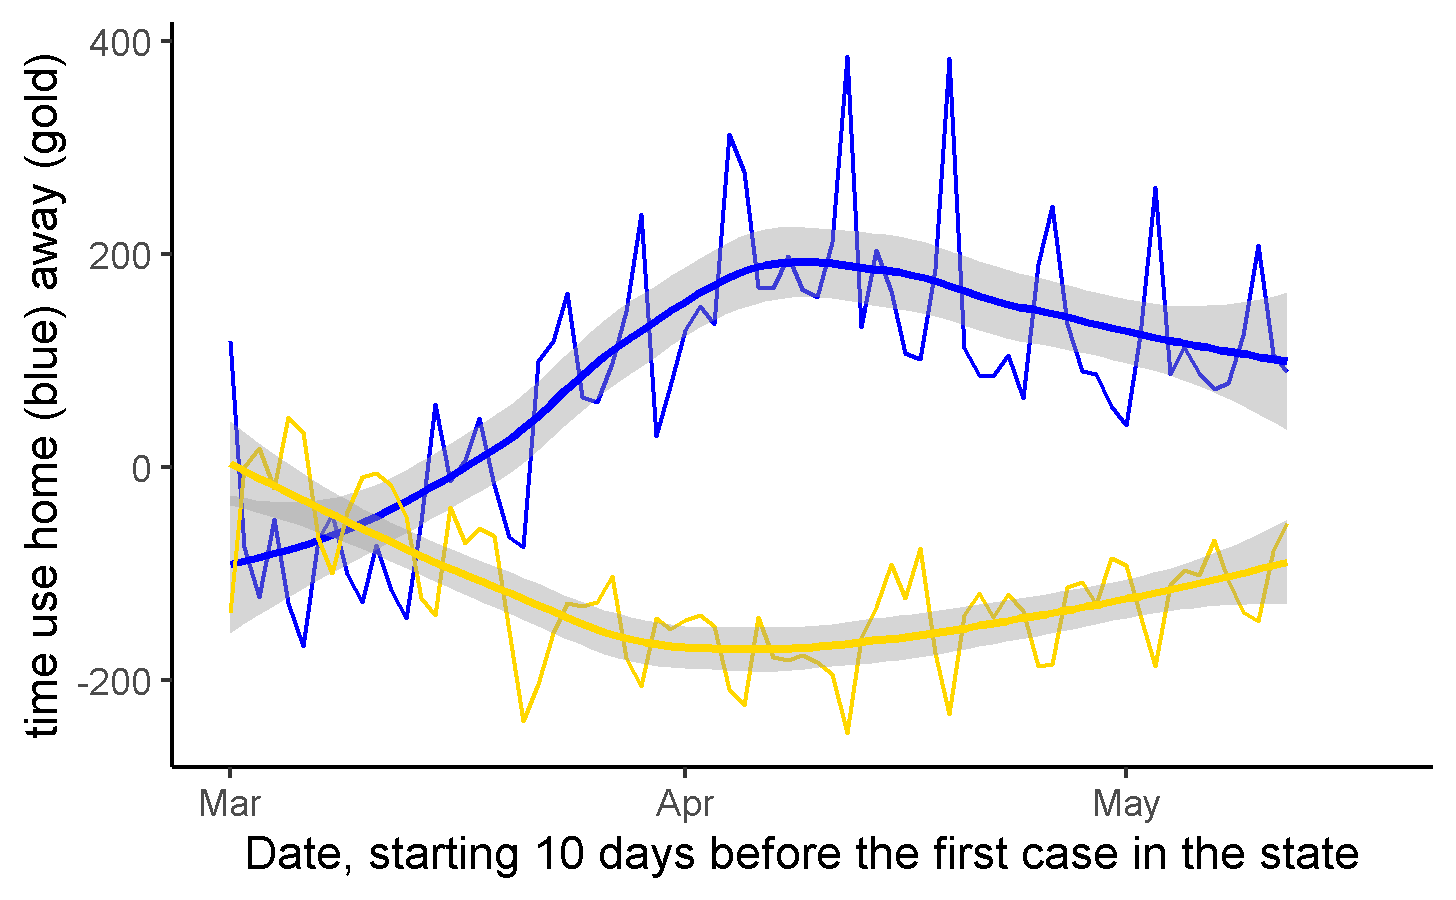 time use home (blue) away (gold)
400
200
0
-200
Mar
Apr
May
Date, starting 10 days before the first case in the state